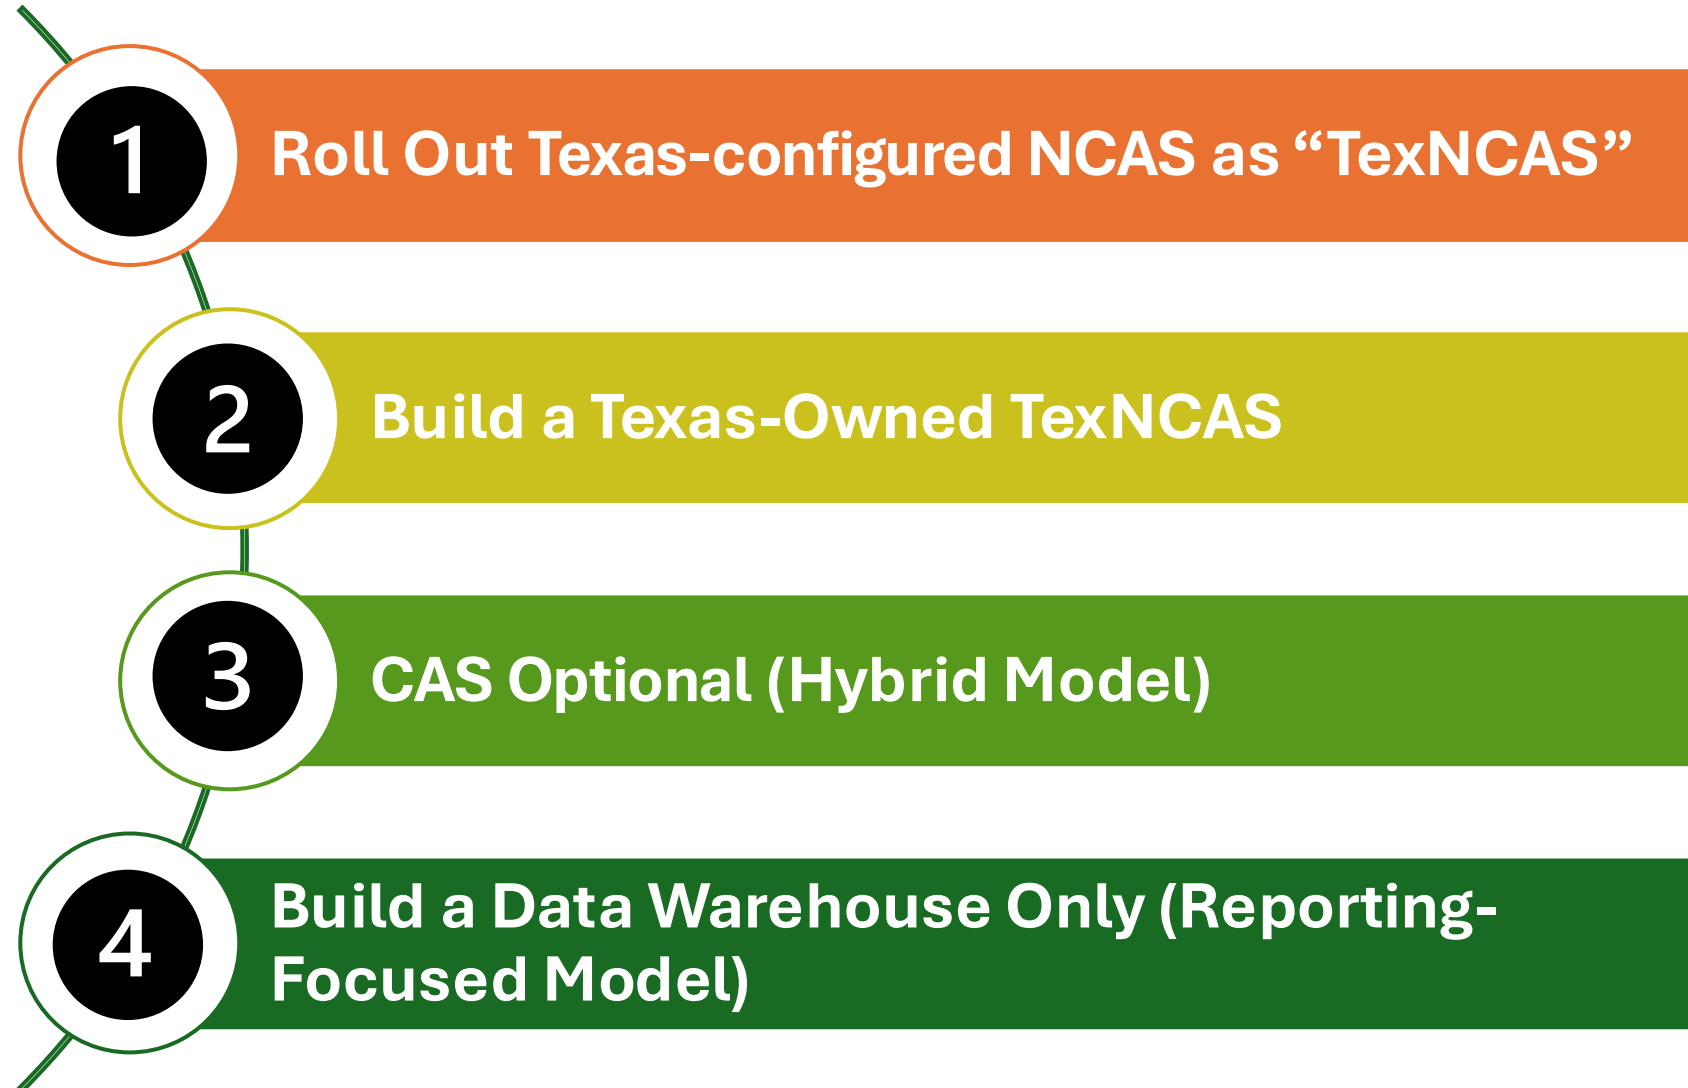 1
Roll Out Texas-configured NCAS as “TexNCAS”
2
Build a Texas-Owned TexNCAS
3
CAS Optional (Hybrid Model)
4
Build a Data Warehouse Only (Reporting-
Focused Model)